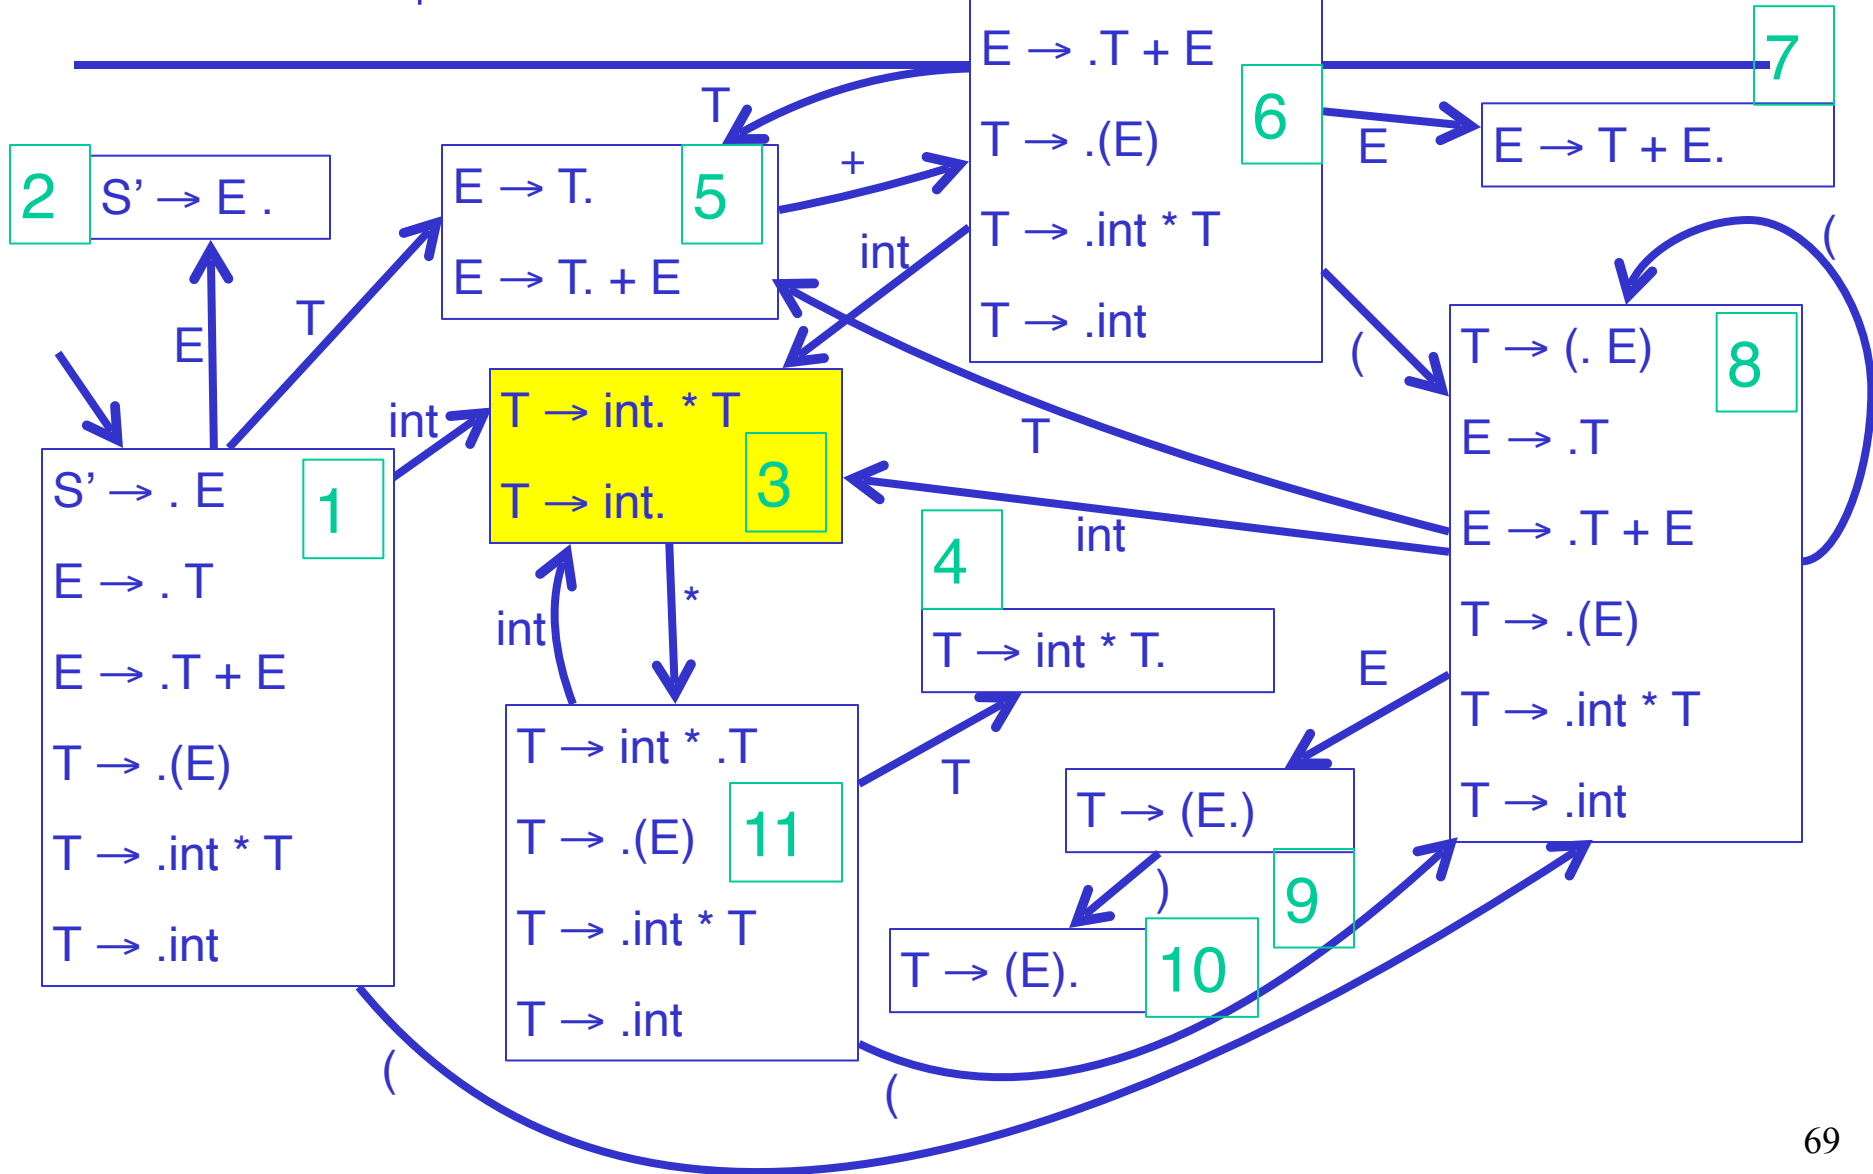 E → .T + E
T → .(E)
T → .int * T
T → .int
6
7
E
E → T + E.
T
+
int
(
2
S’ → E .
E → T.
E → T. + E
5
E
T
int
T → int. * T
T → int.
3
T
int
(
T → (. E)
E → .T
E → .T + E
T → .(E)
T → .int * T
T → .int
8
S’ → . E
E → . T
E → .T + E
T → .(E)
T → .int * T
T → .int
1
int
*
4
T → int * T.
E
T → int * .T
T → .(E)
T → .int * T
T → .int
11
T
T → (E.)
9
)
T → (E).
10
(
(
69